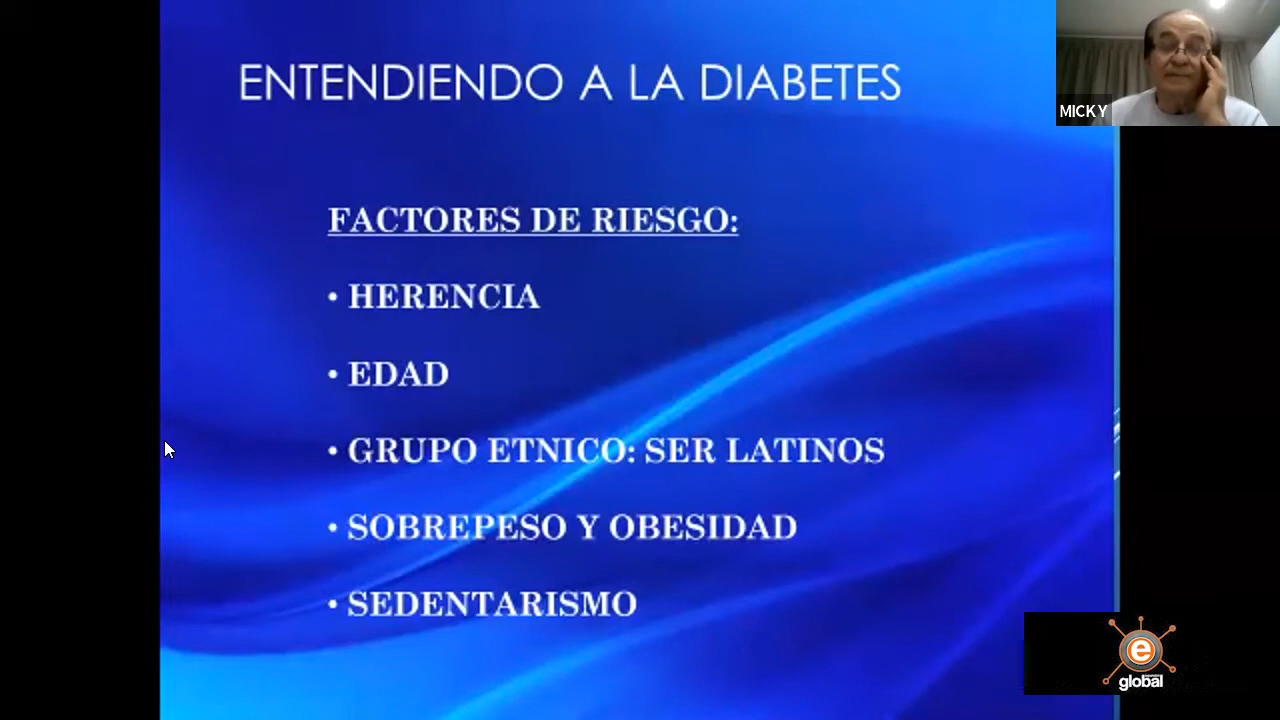 ENTENDIENDO A LA DIABETES
MICKY
FACTORES DE RIESGO:
• HERENCIA
• EDAD
• GRUPO ETNICO: SER LATINOS
• SOBREPESO Y OBESIDAD
• SEDENTARISMO
e
global